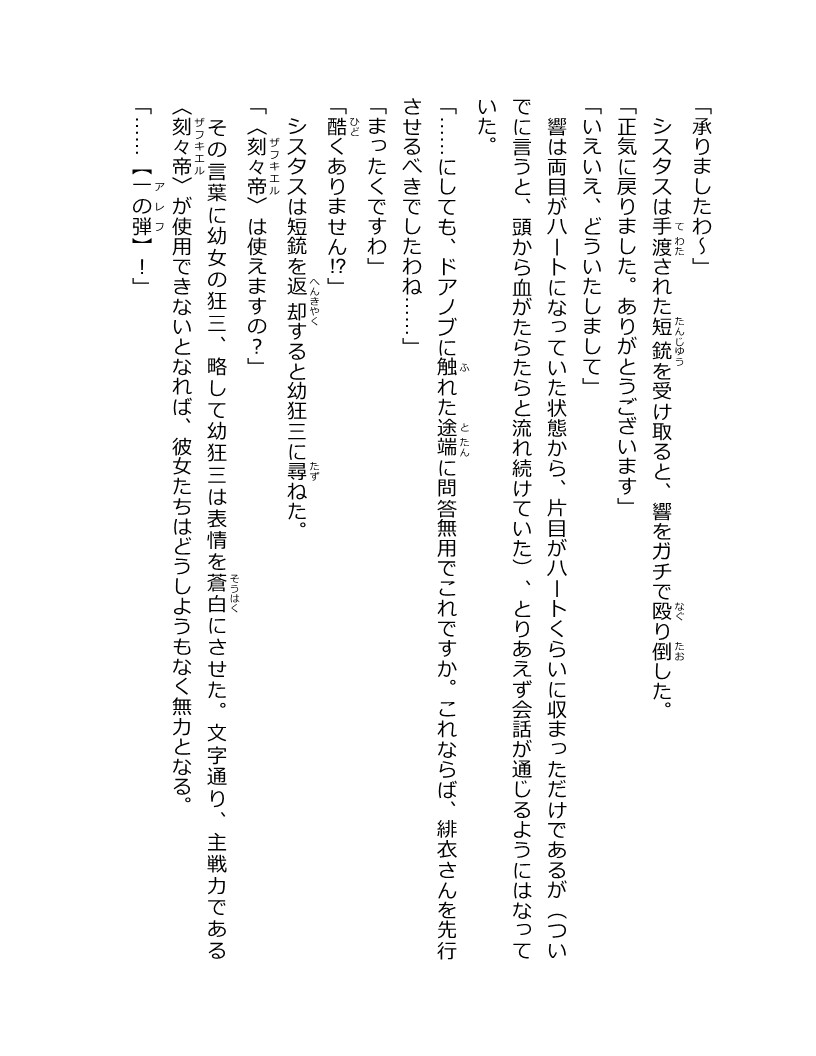 「承りましたわ～」
　シスタスは手渡された短銃を受け取ると、響をガチで殴り倒した。
「正気に戻りました。ありがとうございます」
「いえいえ、どういたしまして」
　響は両目がハートになっていた状態から、片目がハートくらいに収まっただけであるが（つい
でに言うと、頭から血がたらたらと流れ続けていた）、とりあえず会話が通じるようにはなって
いた。
「……にしても、ドアノブに触れた途端に問答無用でこれですか。これならば、緋衣さんを先行
させるべきでしたわね……」
「まったくですわ」
「酷くありません!?」
　シスタスは短銃を返却すると幼狂三に尋ねた。
「〈刻々帝〉は使えますの？」
　その言葉に幼女の狂三、略して幼狂三は表情を蒼白にさせた。文字通り、主戦力である
〈刻々帝〉が使用できないとなれば、彼女たちはどうしようもなく無力となる。
「……【一の弾】！」